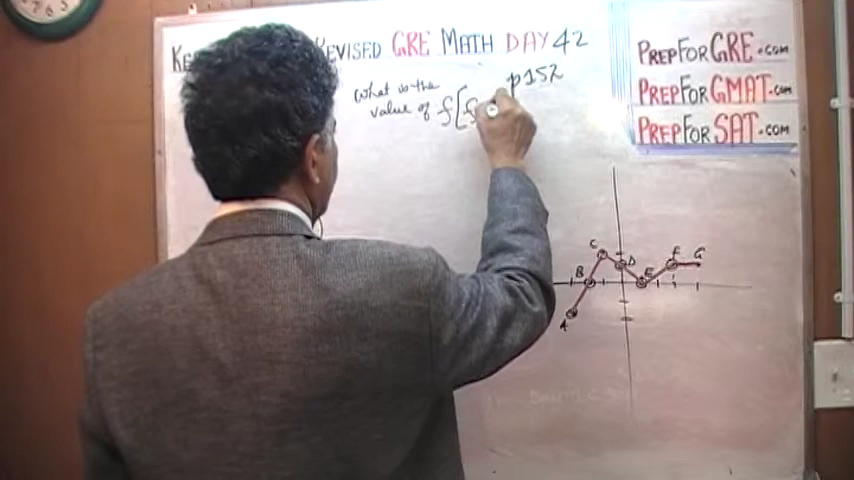 REVISED GRE MATH DAY 42
p152
What is the
value of f[f
PREPFORGRE.com
PREPFORGMAT.com
PREPFORSAT.com
C
B
D
E
F
G
A